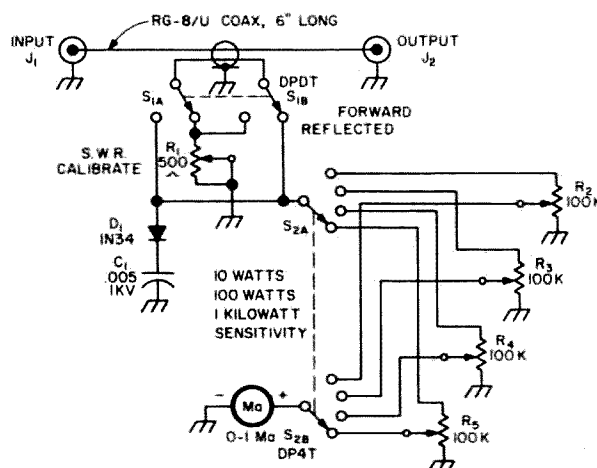 RG-8/U COAX, 6" LONG
INPUT
J1
OUTPUT
J2
DPDT
S1A
S1B
FORWARD
REFLECTED
S.W.R.
CALIBRATE
R1
500
S2A
R2
100K
D1
1N34
C1
.005
1KV
10 WATTS
100 WATTS
1 KILOWATT
SENSITIVITY
R3
100K
R4
100K
- Ma +
0-1 Ma
S2B
DP4T
R5
100K